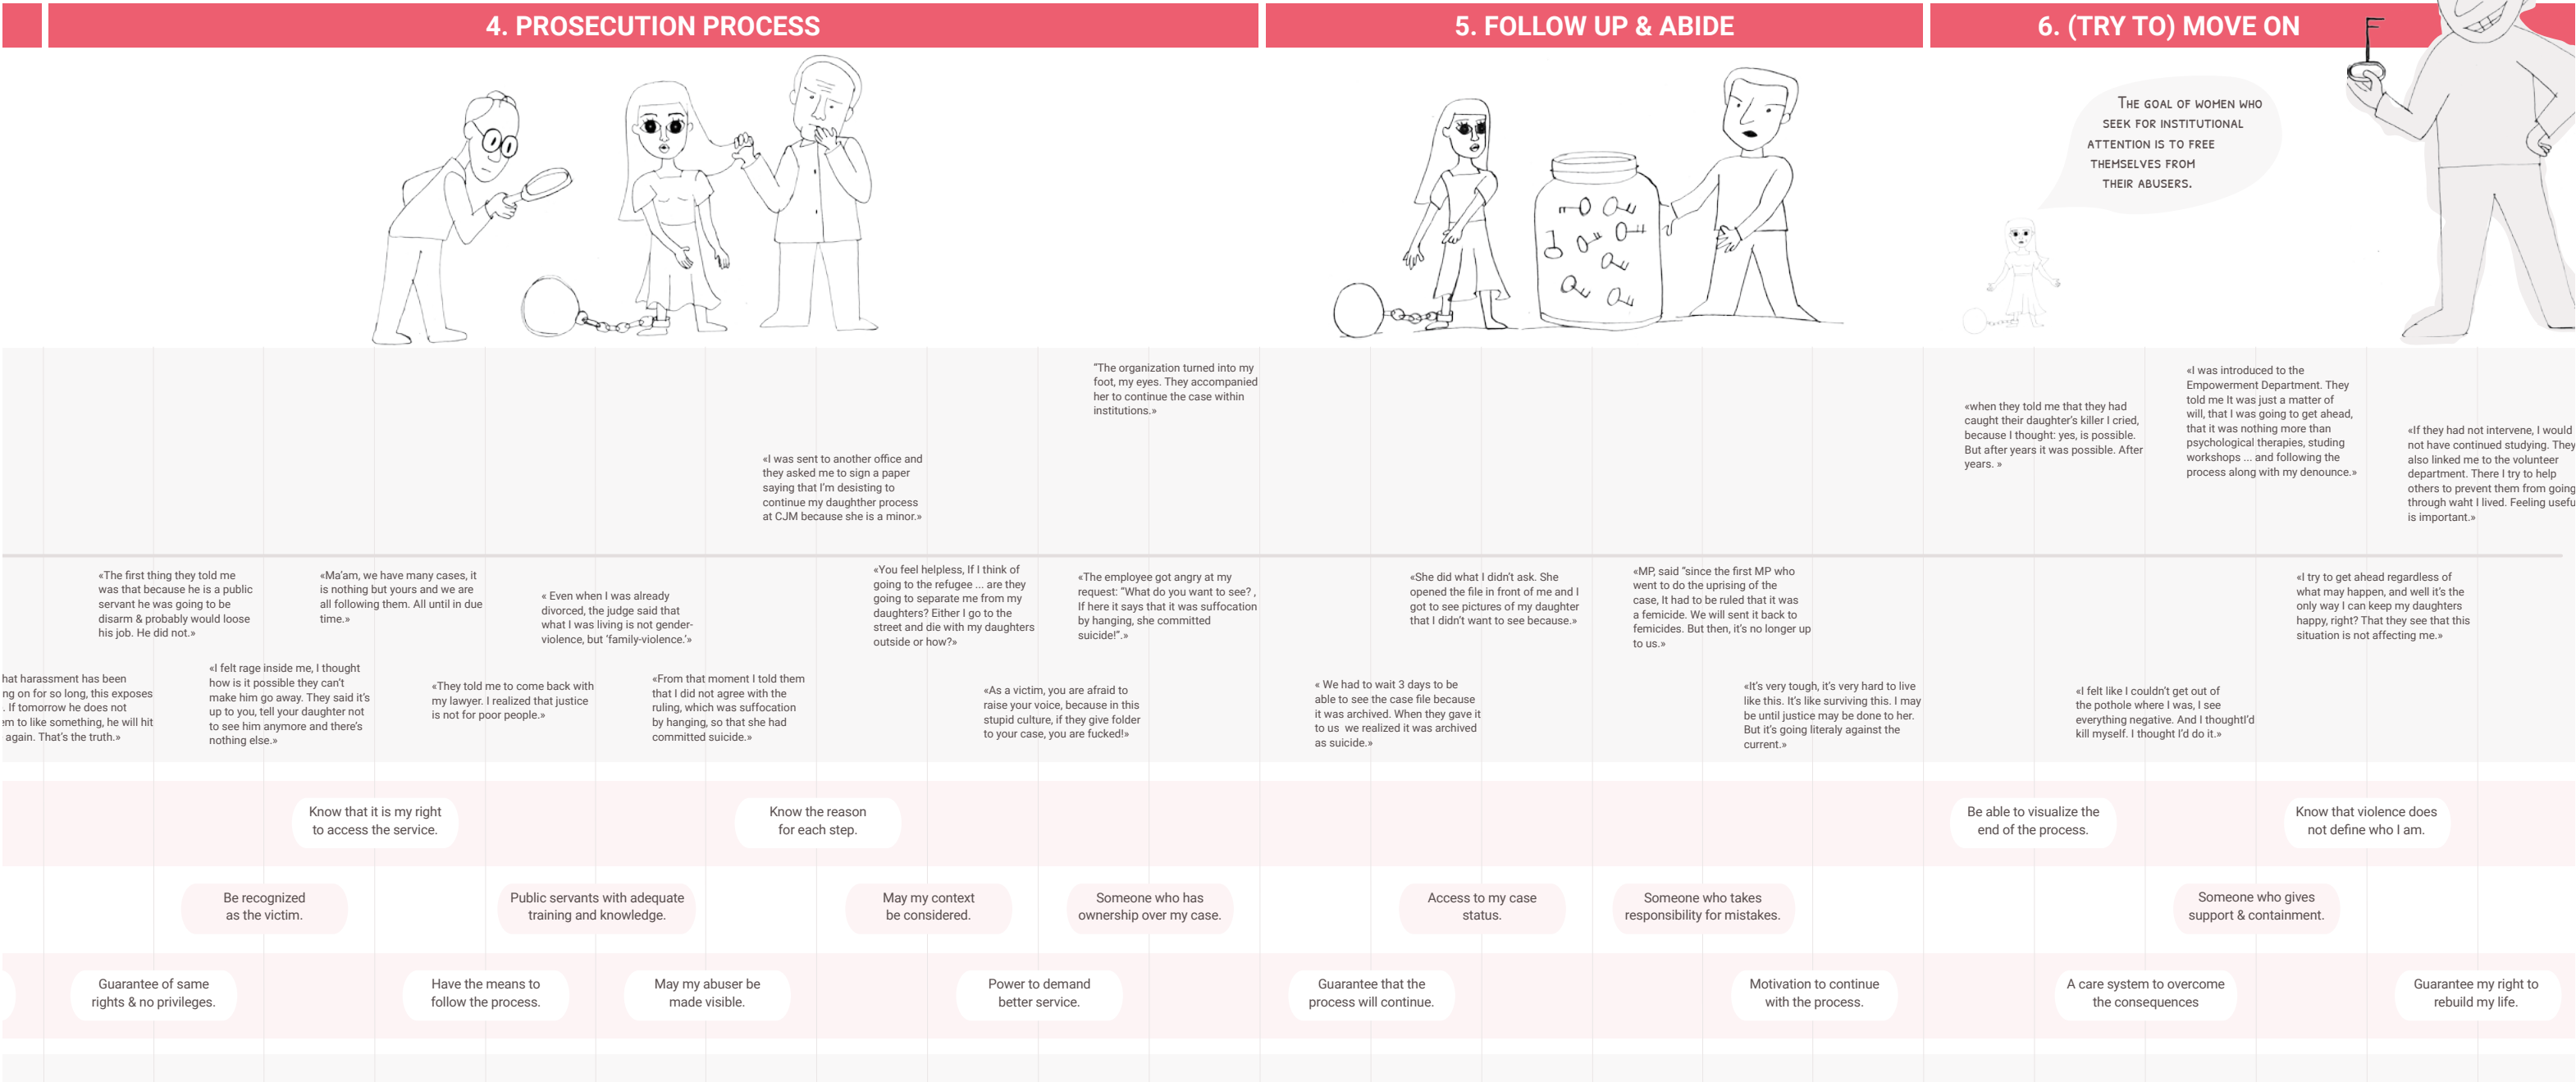 4. PROSECUTION PROCESS
5. FOLLOW UP & ABIDE
6. (TRY TO) MOVE ON
THE GOAL OF WOMEN WHO
SEEK FOR INSTITUTIONAL
ATTENTION IS TO FREE
THEMSELVES FROM
THEIR ABUSERS.
"The organization turned into my
foot, my eyes. They accompanied
her to continue the case within
institutions.»
«I was sent to another office and
they asked me to sign a paper
saying that I'm desisting to
continue my daughther process
at CJM because she is a minor.»
«when they told me that they had
caught their daughter's killer I cried,
because I thought: yes, is possible.
But after years it was possible. After
years. »
«I was introduced to the
Empowerment Department. They
told me It was just a matter of
will, that I was going to get ahead,
that it was nothing more than
psychological therapies, studing
workshops ... and following the
process along with my denounce.»
«If they had not intervene, I would
not have continued studying. They
also linked me to the volunteer
department. There I try to help
others to prevent them from going
through waht I lived. Feeling usefu
is important.»
«The first thing they told me
was that because he is a public
servant he was going to be
disarm & probably would loose
his job. He did not.»
«Ma'am, we have many cases, it
is nothing but yours and we are
all following them. All until in due
time.»
« Even when I was already
divorced, the judge said that
what I was living is not gender-
violence, but 'family-violence.'»
«You feel helpless, If I think of
going to the refugee ... are they
going to separate me from my
daughters? Either I go to the
street and die with my daughters
outside or how?»
«The employee got angry at my
request: "What do you want to see? ,
If here it says that it was suffocation
by hanging, she committed
suicide!".»
«She did what I didn't ask. She
opened the file in front of me and I
got to see pictures of my daughter
that I didn't want to see because.»
«MP, said "since the first MP who
went to do the uprising of the
case, It had to be ruled that it was
a femicide. We will sent it back to
femicides. But then, it's no longer up
to us.»
«I try to get ahead regardless of
what may happen, and well it's the
only way I can keep my daughters
happy, right? That they see that this
situation is not affecting me.»
hat harassment has been
ng on for so long, this exposes
. If tomorrow he does not
em to like something, he will hit
again. That's the truth.»
«I felt rage inside me, I thought
how is it possible they can't
make him go away. They said it's
up to you, tell your daughter not
to see him anymore and there's
nothing else.»
«They told me to come back with
my lawyer. I realized that justice
is not for poor people.»
«From that moment I told them
that I did not agree with the
ruling, which was suffocation
by hanging, so that she had
committed suicide.»
«As a victim, you are afraid to
raise your voice, because in this
stupid culture, if they give folder
to your case, you are fucked!»
« We had to wait 3 days to be
able to see the case file because
it was archived. When they gave it
to us we realized it was archived
as suicide.»
«It's very tough, it's very hard to live
like this. It's like surviving this. I may
be until justice may be done to her.
But it's going literaly against the
current.»
«I felt like I couldn't get out of
the pothole where I was, I see
everything negative. And I thoughtI'd
kill myself. I thought I'd do it.»
Know that it is my right
to access the service.
Know the reason
for each step.
Be able to visualize the
end of the process.
Know that violence does
not define who I am.
Be recognized
as the victim.
Public servants with adequate
training and knowledge.
May my context
be considered.
Someone who has
ownership over my case.
Access to my case
status.
Someone who takes
responsibility for mistakes.
Someone who gives
support & containment.
Guarantee of same
rights & no privileges.
Have the means to
follow the process.
May my abuser be
made visible.
Power to demand
better service.
Guarantee that the
process will continue.
Motivation to continue
with the process.
A care system to overcome
the consequences
Guarantee my right to
rebuild my life.